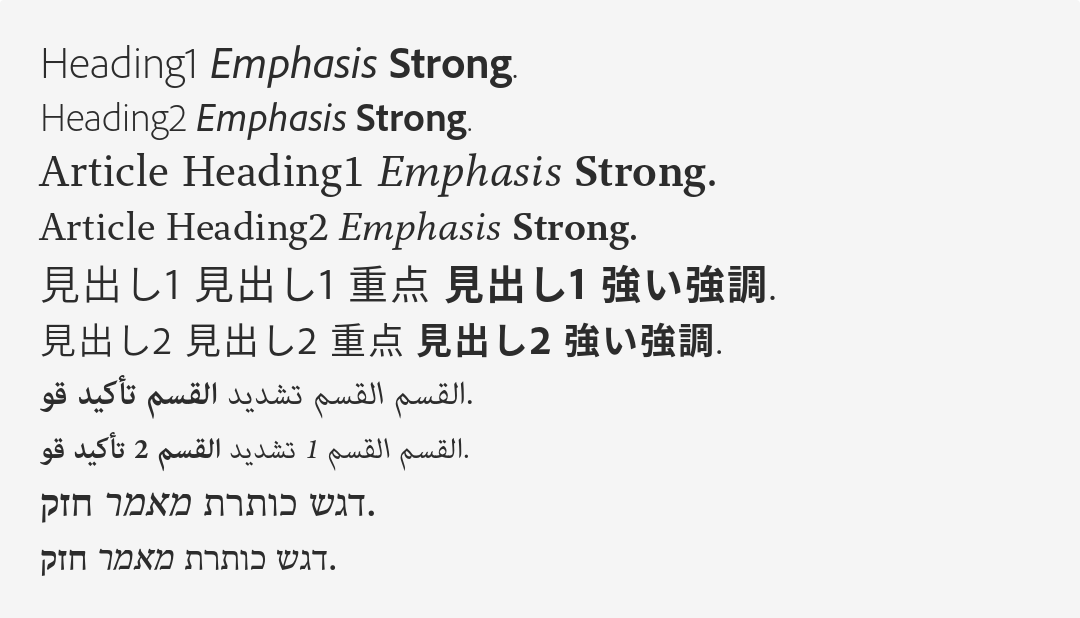 Heading1 Emphasis Strong.
Heading2 Emphasis Strong.
Article Heading1 Emphasis Strong.
Article Heading2 Emphasis Strong.
見出し1 見出し1 重点 見出し1 強い強調.
見出し2 見出し2 重点 見出し2 強い強調.
القسم القسم تشديد القسم تأكيد قو.
القسم القسم 1 تشديد القسم 2 تأكيد قو.
דגש כותרת מאמר חזק.
דגש כותרת מאמר חזק.